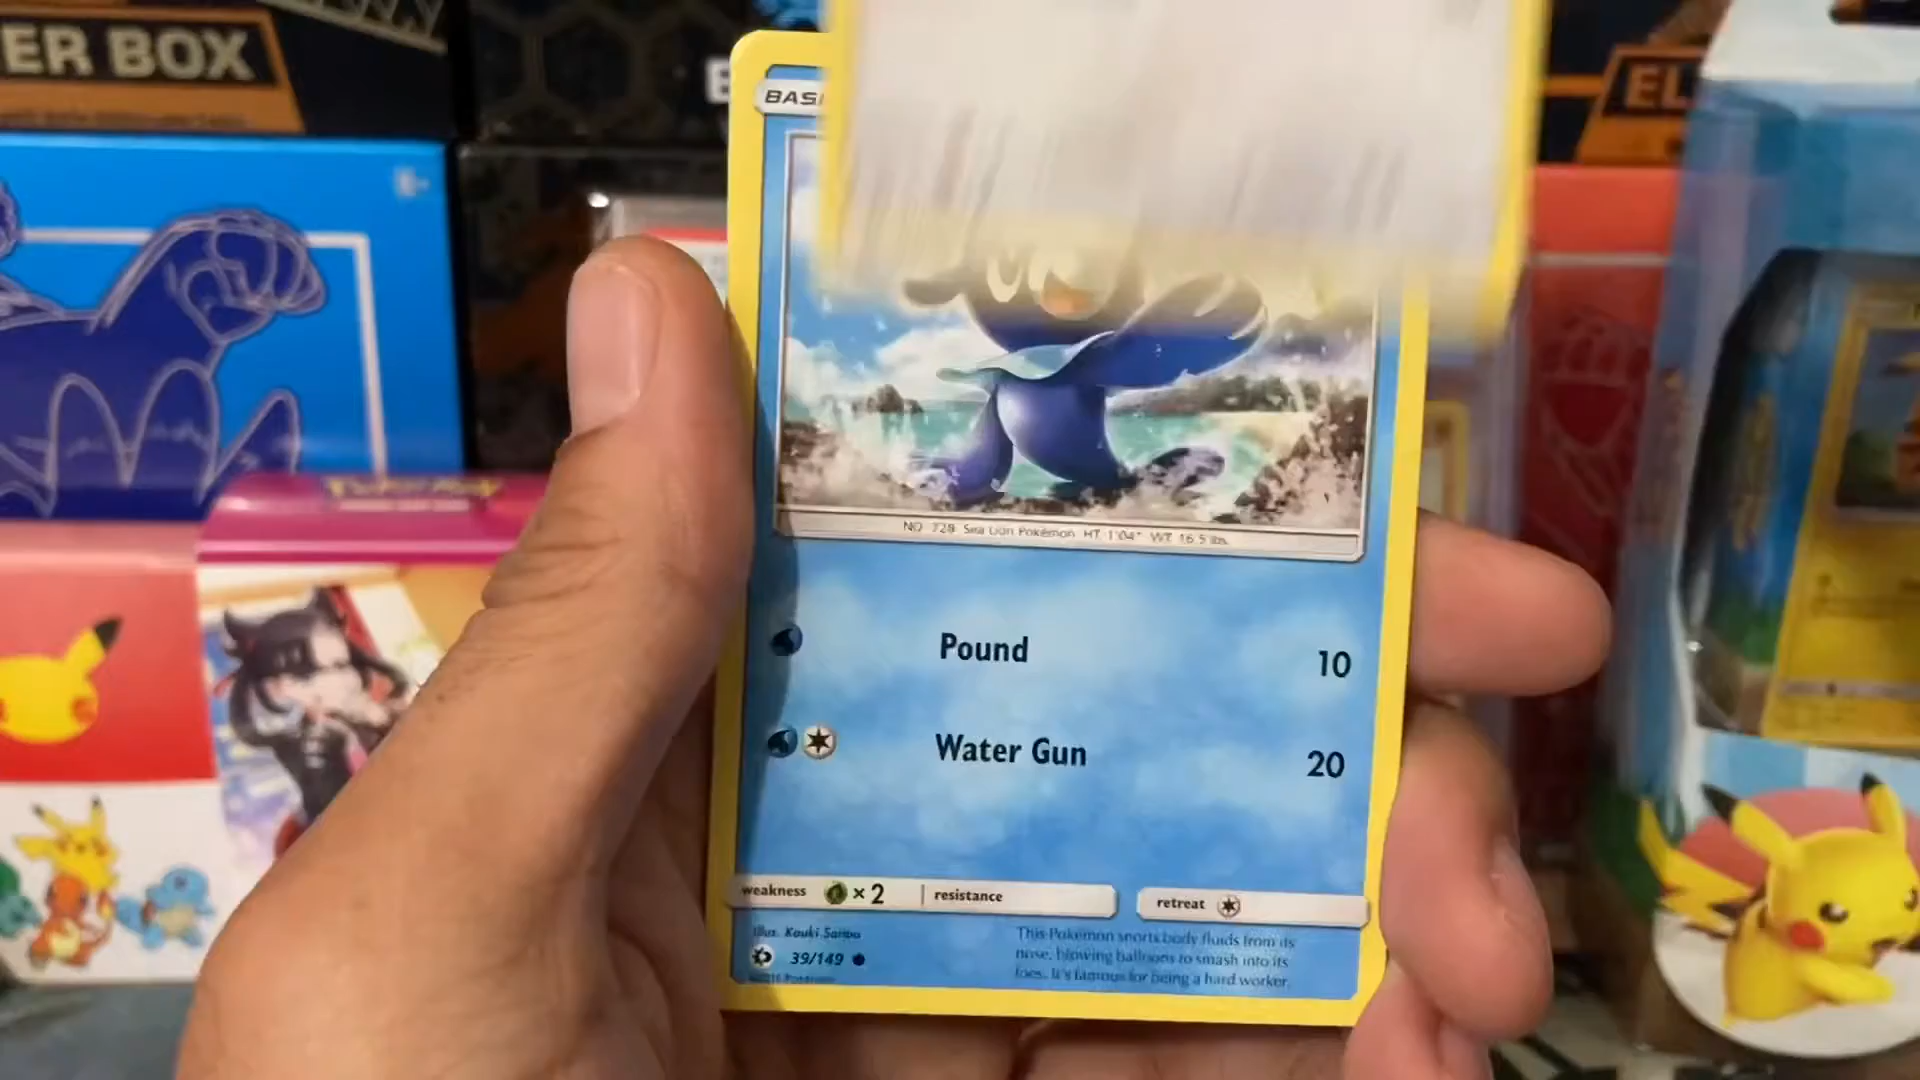 ER BOX
B
EL
BASI
NO. 728 Sea Lion Pokémon HT: 1'04" WT: 16.5 lbs.
Pound 10
Water Gun 20
weakness ×2 resistance retreat
Illus. Kouki Saitou
39/149
©2016 Pokémon
This Pokémon snorts body fluids from its
nose, blowing balloons to smash into its
foes. It's famous for being a hard worker.